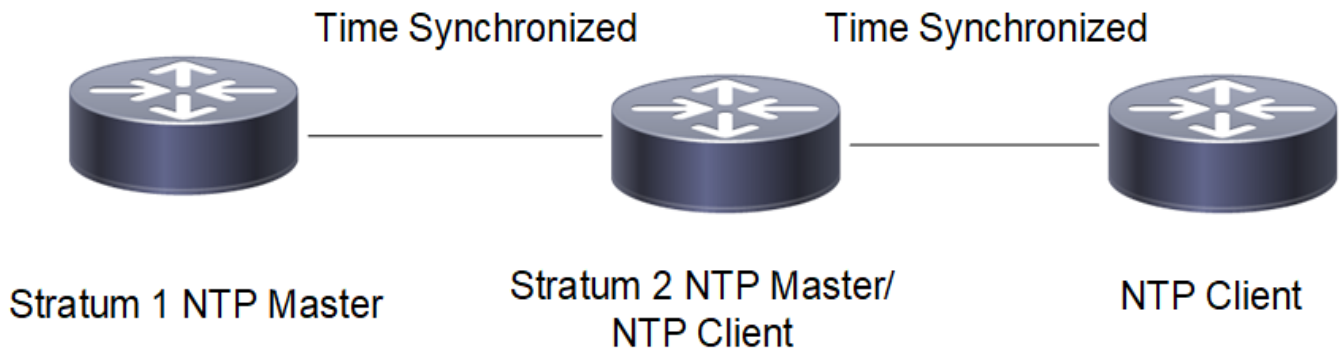 Time Synchronized
Time Synchronized
Stratum 1 NTP Master
Stratum 2 NTP Master/
NTP Client
NTP Client